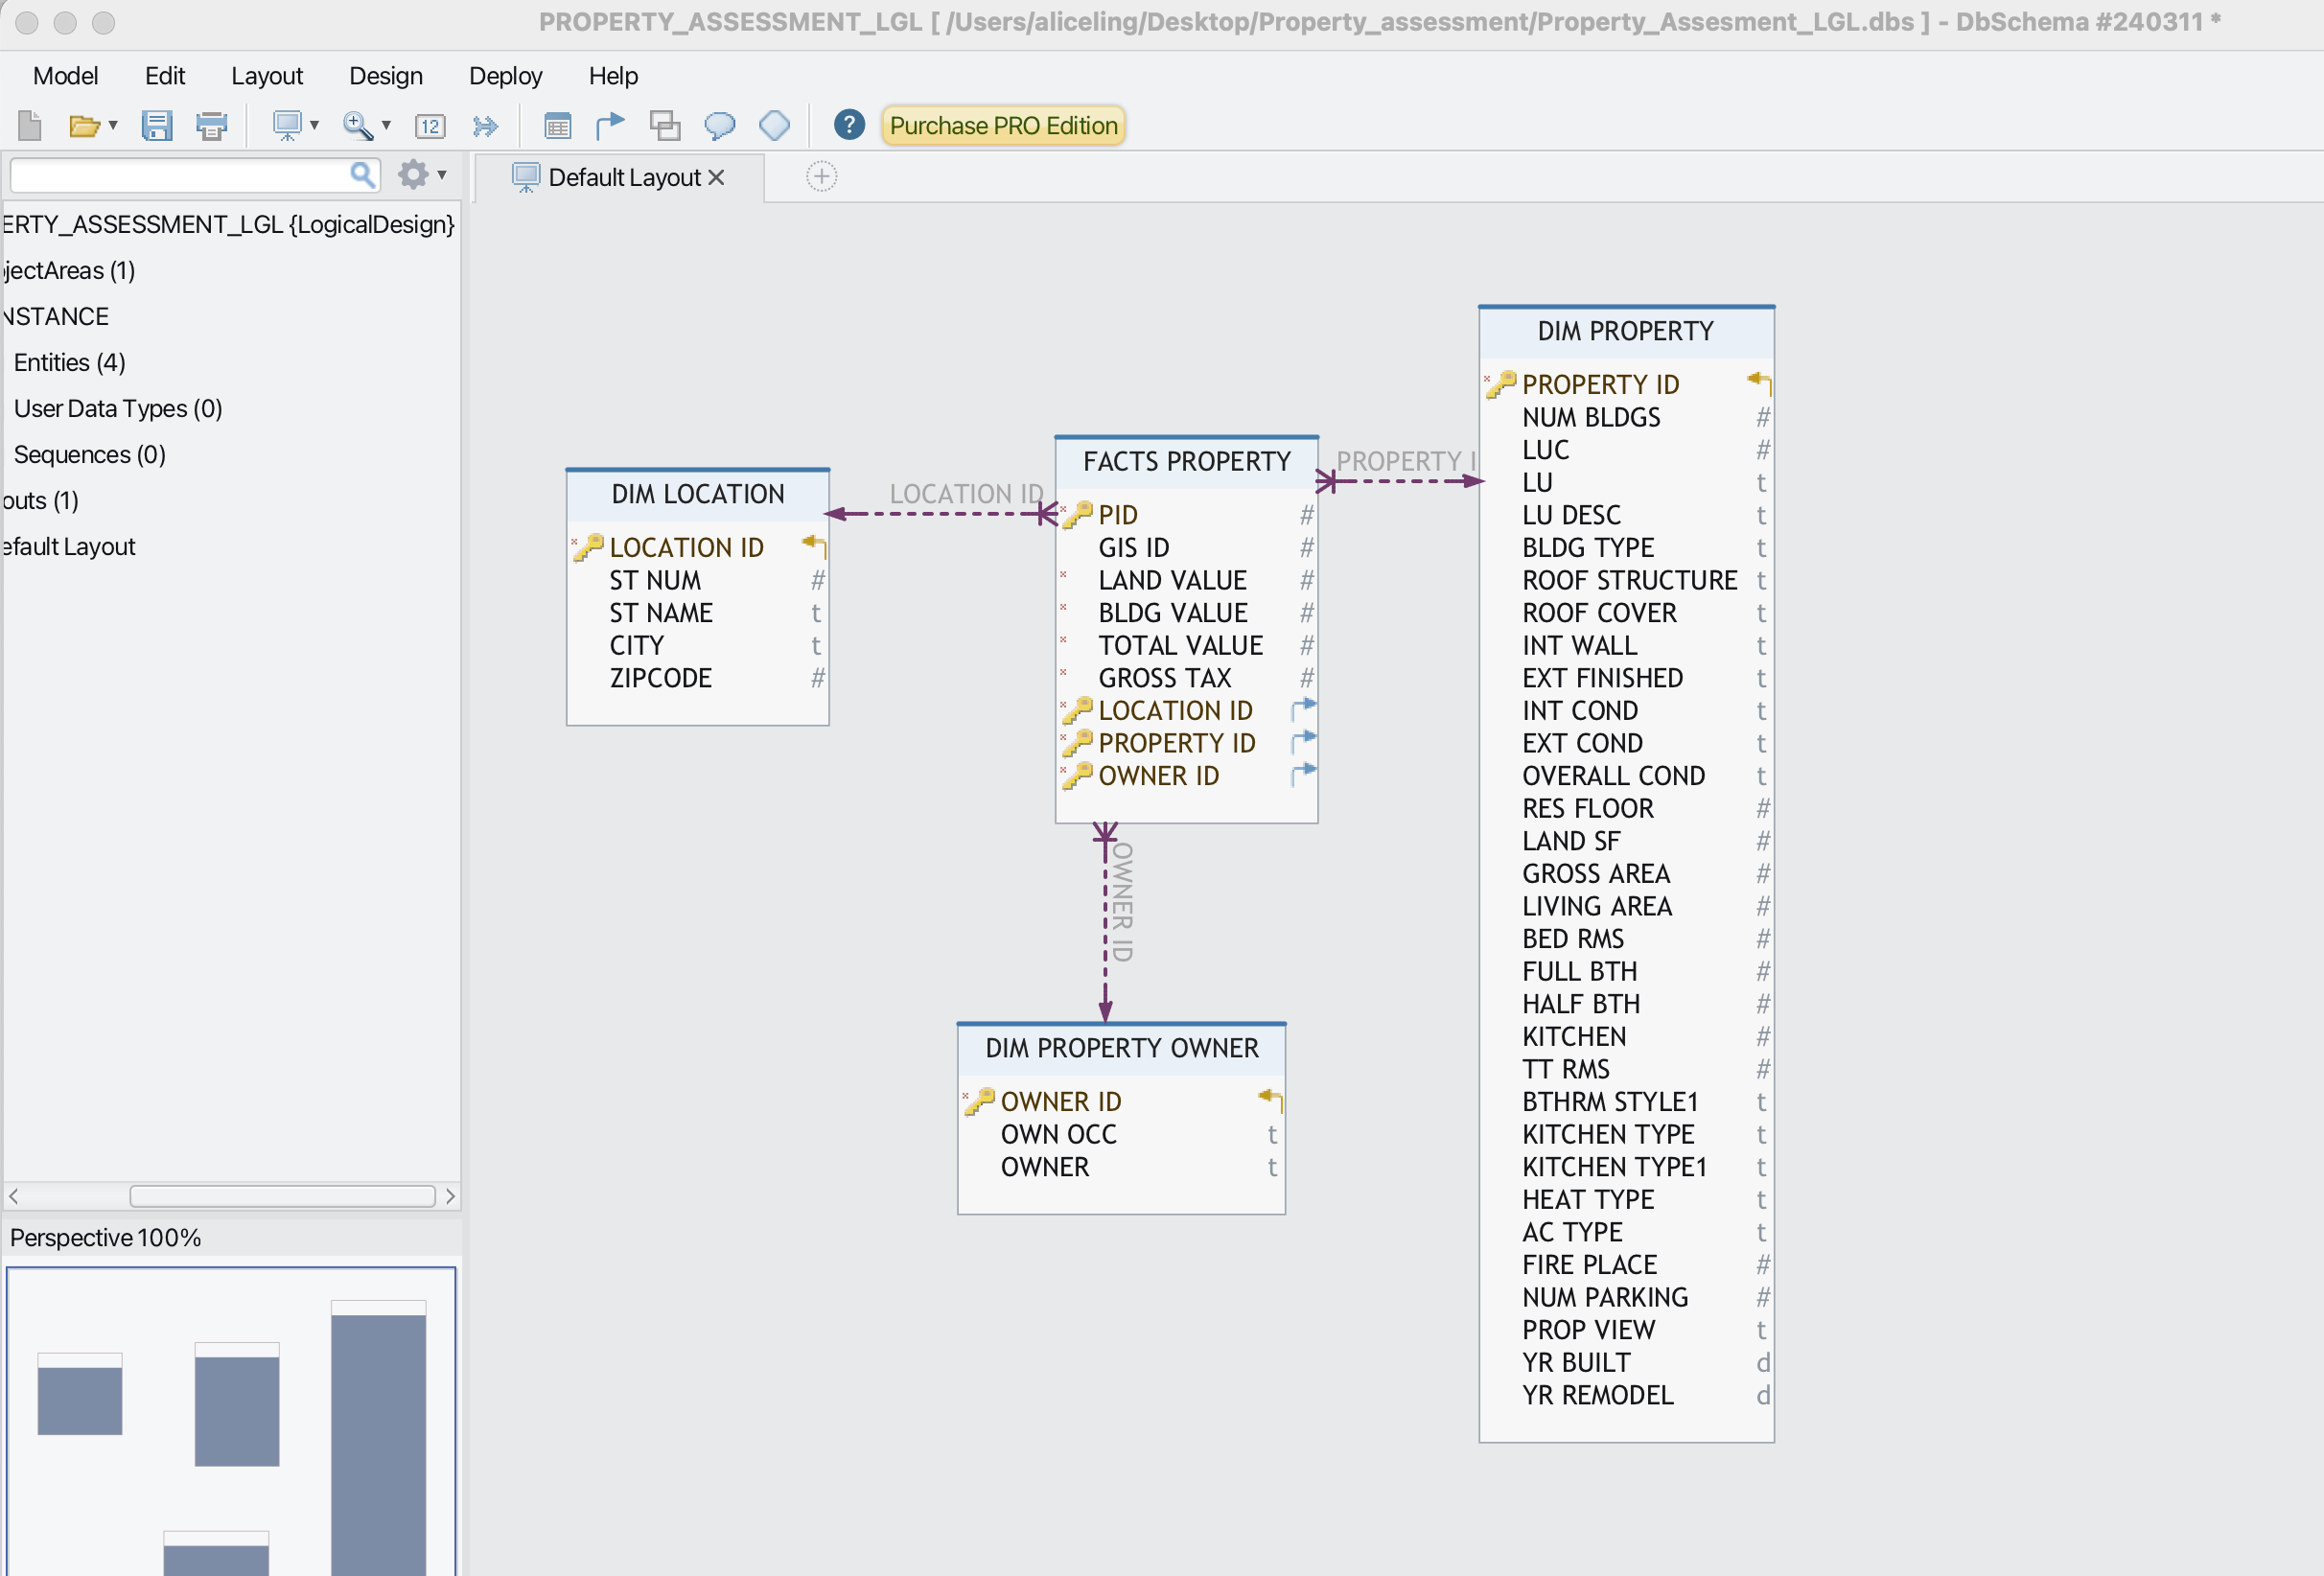 PROPERTY_ASSESSMENT_LGL [ /Users/aliceling/Desktop/Property_assessment/Property_Assesment_LGL.dbs ] - DbSchema #240311 *
Model Edit Layout Design Deploy Help
12 ? Purchase PRO Edition
Default Layout
ERTY_ASSESSMENT_LGL {LogicalDesign}
jectAreas (1)
NSTANCE
Entities (4)
User Data Types (0)
Sequences (0)
outs (1)
efault Layout
Perspective 100%
DIM LOCATION
LOCATION ID
ST NUM #
ST NAME t
CITY t
ZIPCODE #
LOCATION ID
FACTS PROPERTY
PID #
GIS ID #
LAND VALUE #
BLDG VALUE #
TOTAL VALUE #
GROSS TAX #
LOCATION ID
PROPERTY ID
OWNER ID
PROPERTY I
OWNER ID
DIM PROPERTY OWNER
OWNER ID
OWN OCC t
OWNER t
DIM PROPERTY
PROPERTY ID
NUM BLDGS #
LUC #
LU t
LU DESC t
BLDG TYPE t
ROOF STRUCTURE t
ROOF COVER t
INT WALL t
EXT FINISHED t
INT COND t
EXT COND t
OVERALL COND t
RES FLOOR #
LAND SF #
GROSS AREA #
LIVING AREA #
BED RMS #
FULL BTH #
HALF BTH #
KITCHEN #
TT RMS #
BTHRM STYLE1 t
KITCHEN TYPE t
KITCHEN TYPE1 t
HEAT TYPE t
AC TYPE t
FIRE PLACE #
NUM PARKING #
PROP VIEW t
YR BUILT d
YR REMODEL d